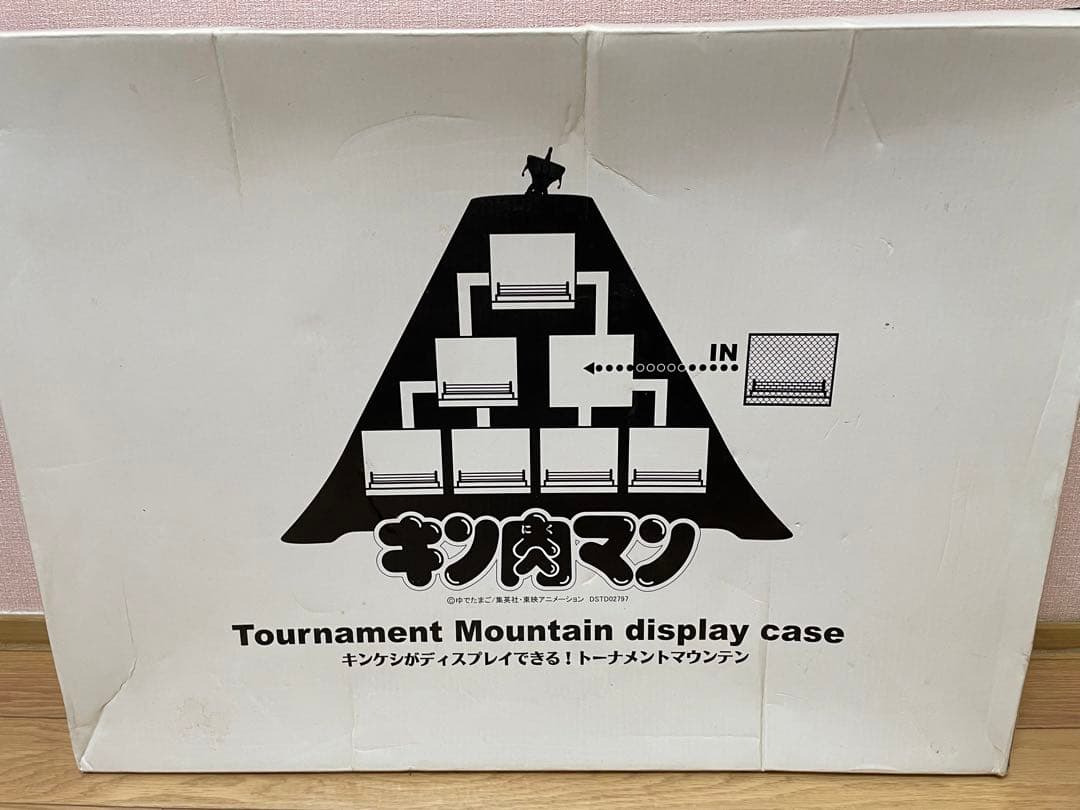 IN
キン肉マン
©ゆでたまご/集英社・東映アニメーション DSTD02797
Tournament Mountain display case
キンケシがディスプレイできる!トーナメントマウンテン